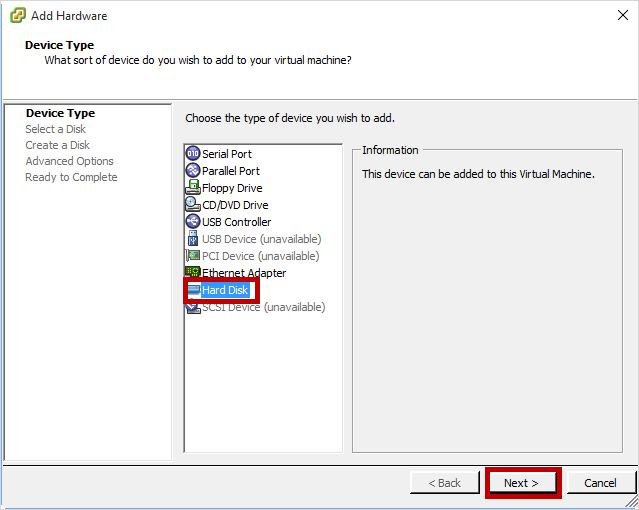 Add Hardware
Device Type
What sort of device do you wish to add to your virtual machine?
Device Type
Select a Disk
Create a Disk
Advanced Options
Ready to Complete
Choose the type of device you wish to add.
Serial Port
Parallel Port
Floppy Drive
CD/DVD Drive
USB Controller
USB Device (unavailable)
PCI Device (unavailable)
Ethernet Adapter
Hard Disk
SCSI Device (unavailable)
Information
This device can be added to this Virtual Machine.
< Back
Next >
Cancel